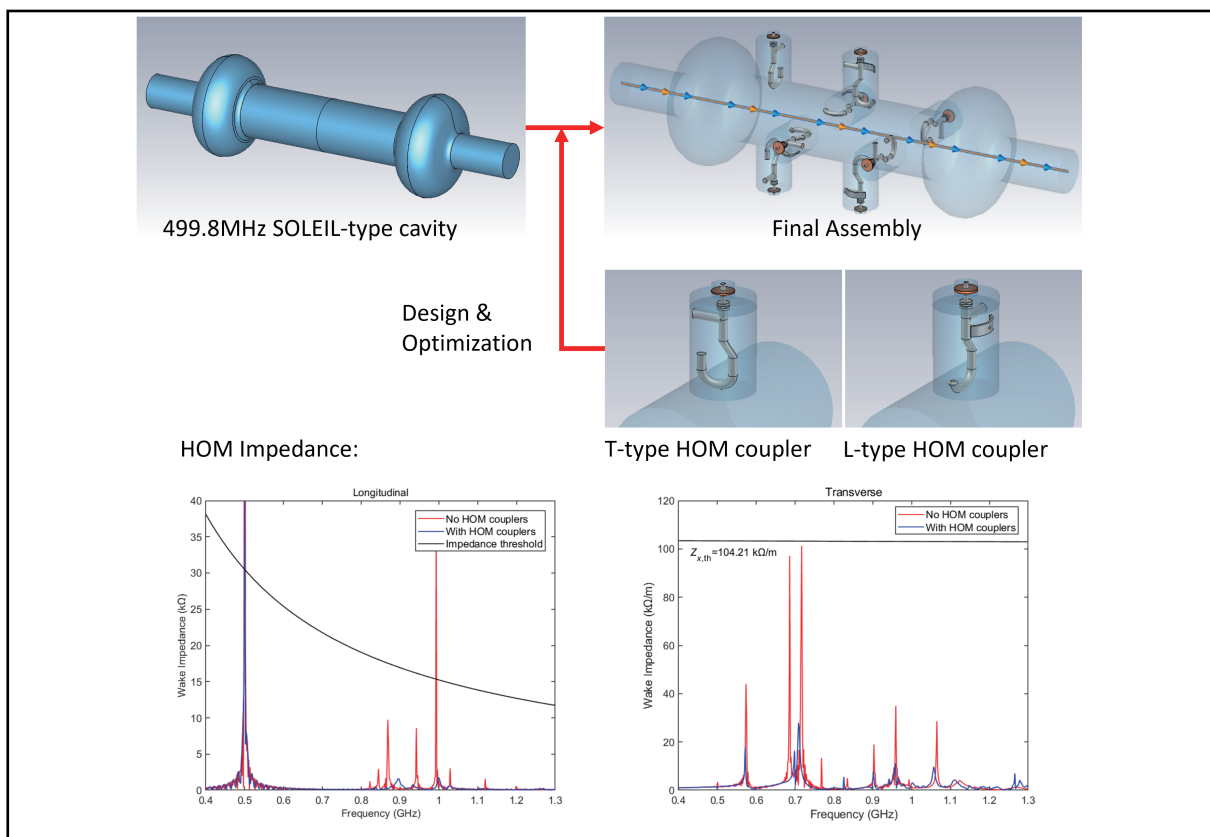 499.8MHz SOLEIL-type cavity
Final Assembly
Design &
Optimization
T-type HOM coupler
L-type HOM coupler
HOM Impedance:
Longitudinal
No HOM couplers
With HOM couplers
Impedance threshold
Wake Impedance (kΩ)
40
35
30
25
20
15
10
5
0
0.4 0.5 0.6 0.7 0.8 0.9 1 1.1 1.2 1.3
Frequency (GHz)
Transverse
No HOM couplers
With HOM couplers
Z x,th=104.21 kΩ/m
Wake Impedance (kΩ/m)
120
100
80
60
40
20
0
0.4 0.5 0.6 0.7 0.8 0.9 1 1.1 1.2 1.3
Frequency (GHz)